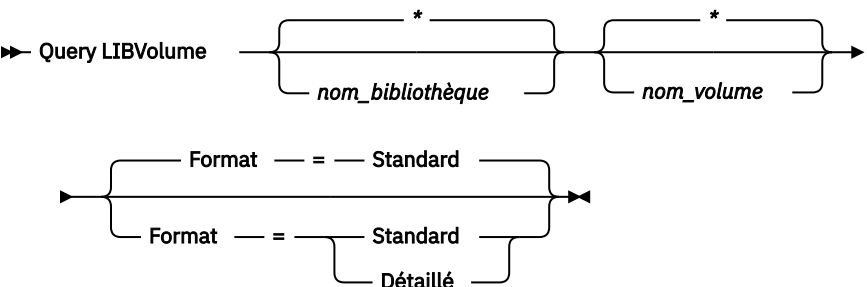 * *
Query LIBVolume
nom_bibliothèque nom_volume
Format = Standard
Format = Standard
Détaillé